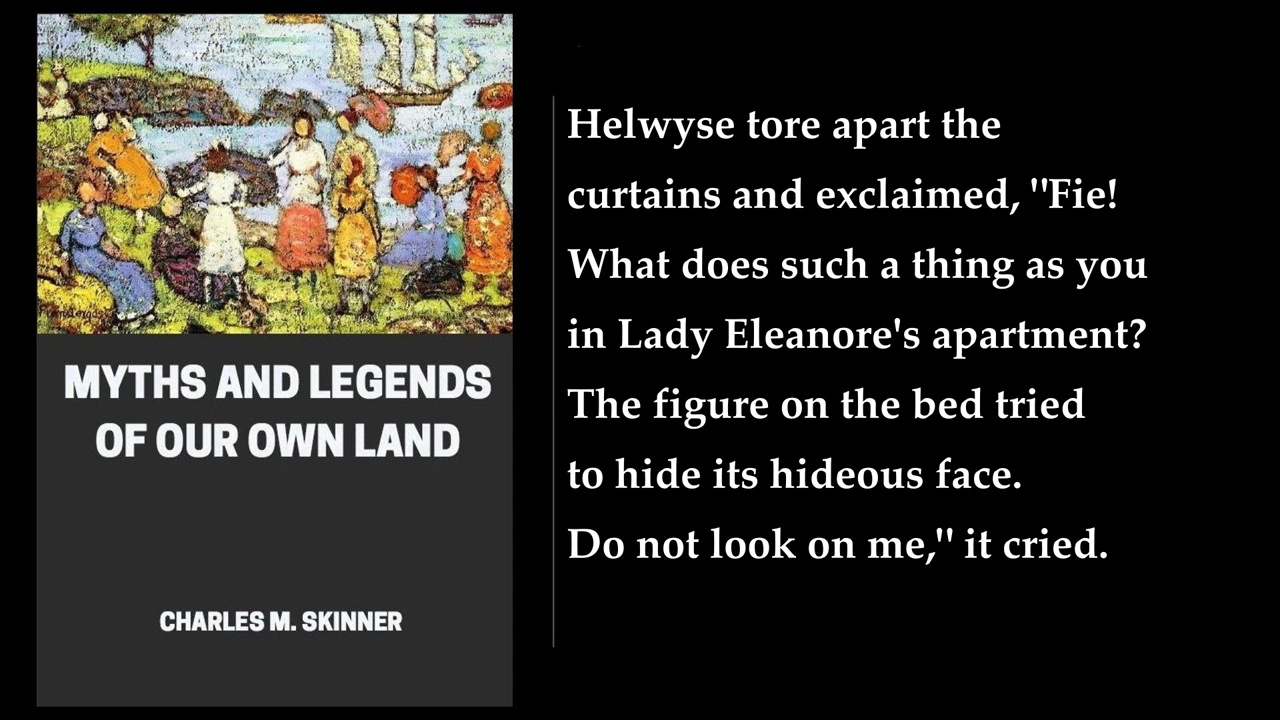 MYTHS AND LEGENDS
OF OUR OWN LAND
CHARLES M. SKINNER
Helwyse tore apart the
curtains and exclaimed, "Fie!
What does such a thing as you
in Lady Eleanore's apartment?
The figure on the bed tried
to hide its hideous face.
Do not look on me," it cried.